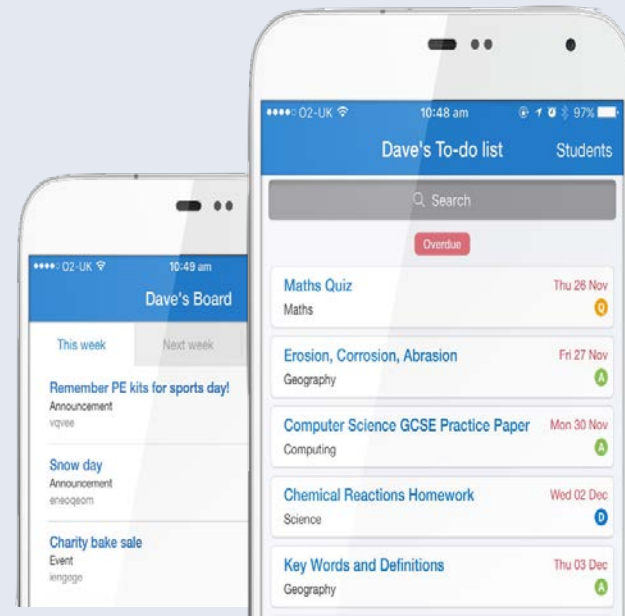 O2-UK
10:49 am
Dave's Board
This week
Next week
Remember PE kits for sports day!
Announcement
vqvee
Snow day
Announcement
eneoqeom
Charity bake sale
Event
iengoge
O2-UK
10:48 am
97%
Dave's To-do list
Students
Search
Overdue
Maths Quiz
Thu 26 Nov
Maths
Q
Erosion, Corrosion, Abrasion
Fri 27 Nov
Geography
A
Computer Science GCSE Practice Paper
Mon 30 Nov
Computing
A
Chemical Reactions Homework
Wed 02 Dec
Science
D
Key Words and Definitions
Thu 03 Dec
Geography
A